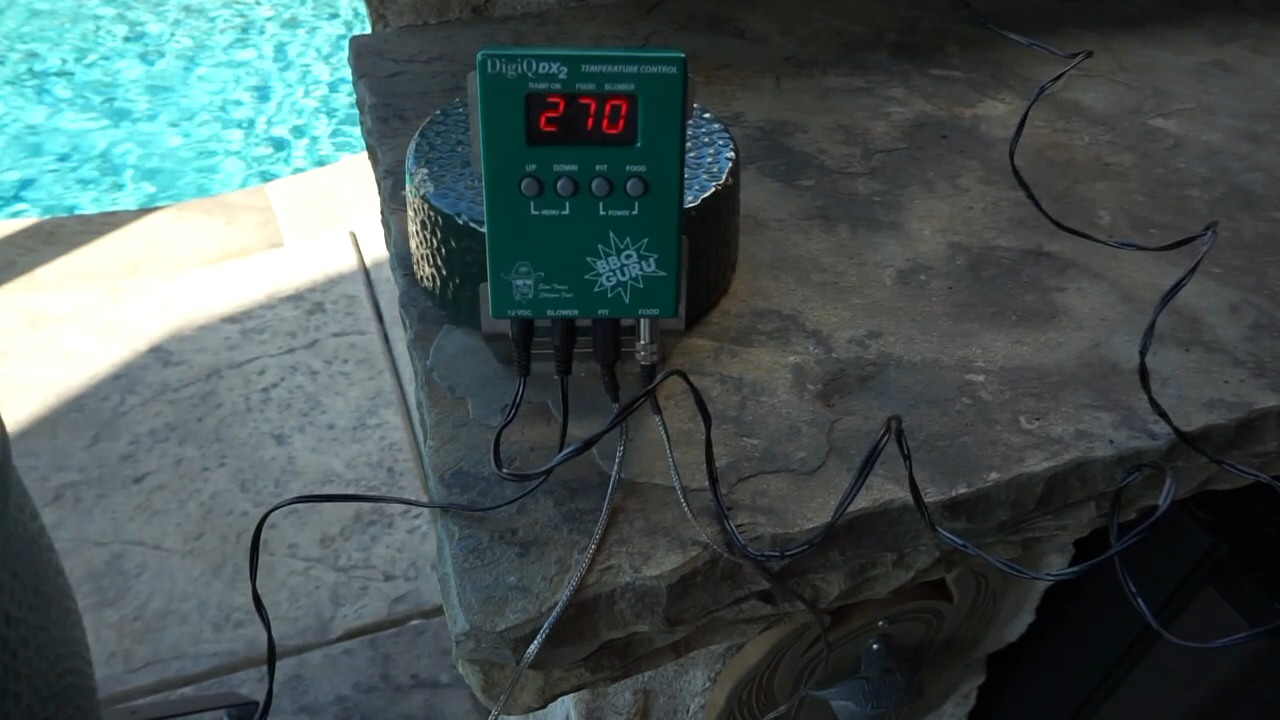 DigiQ DX2 TEMPERATURE CONTROL
RAMP ON FOOD BLOWER
270
UP DOWN PIT FOOD
MENU POWER
BBQ
GURU
12 VDC BLOWER PIT FOOD